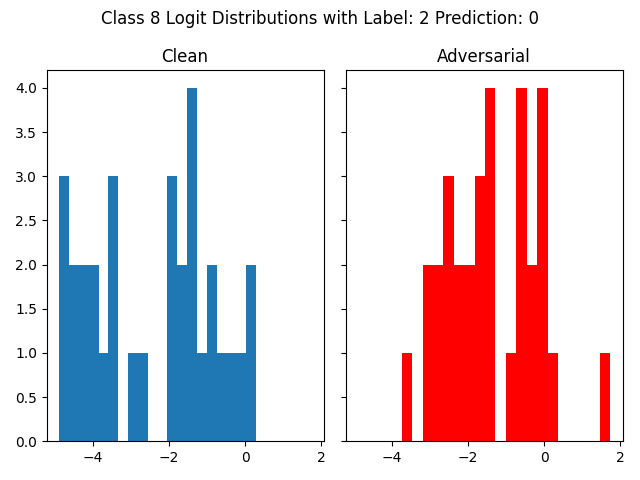 Class 8 Logit Distributions with Label: 2 Prediction: 0
Clean
Adversarial
4.0
3.5
3.0
2.5
2.0
1.5
1.0
0.5
0.0
−4 −2 0 2
−4 −2 0 2